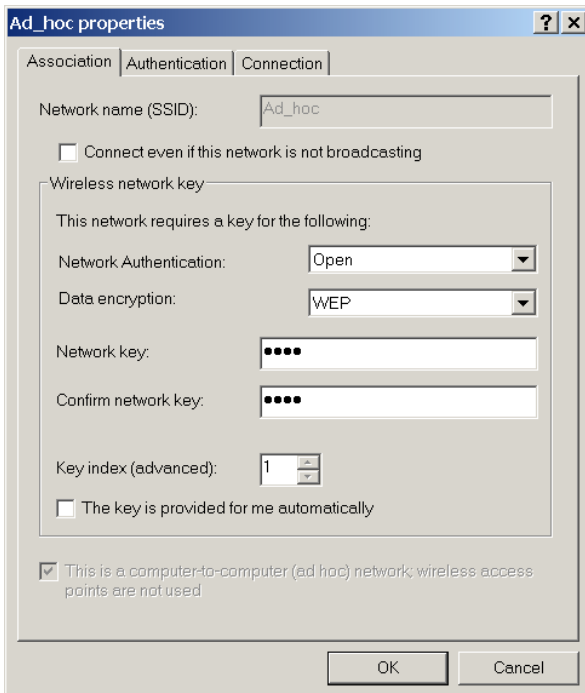 Ad_hoc properties
Association
Authentication
Connection
Network name (SSID):
Ad_hoc
Connect even if this network is not broadcasting
Wireless network key
This network requires a key for the following:
Network Authentication:
Open
Data encryption:
WEP
Network key:
••••
Confirm network key:
••••
Key index (advanced):
1
The key is provided for me automatically
This is a computer-to-computer (ad hoc) network; wireless access
points are not used
OK
Cancel